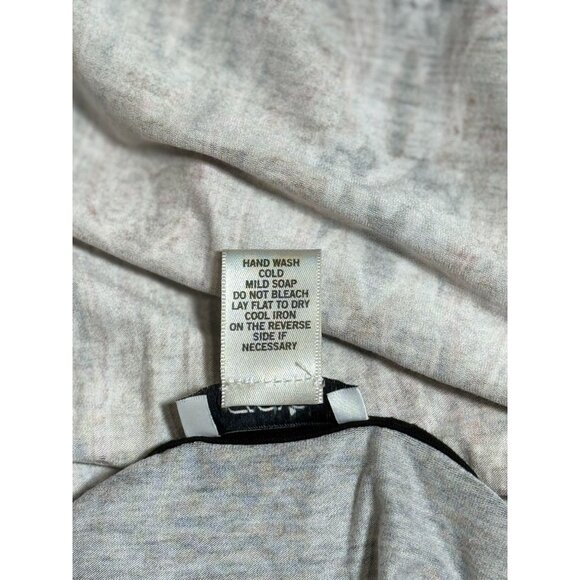 HAND WASH
COLD
MILD SOAP
DO NOT BLEACH
LAY FLAT TO DRY
COOL IRON
ON THE REVERSE
SIDE IF
NECESSARY